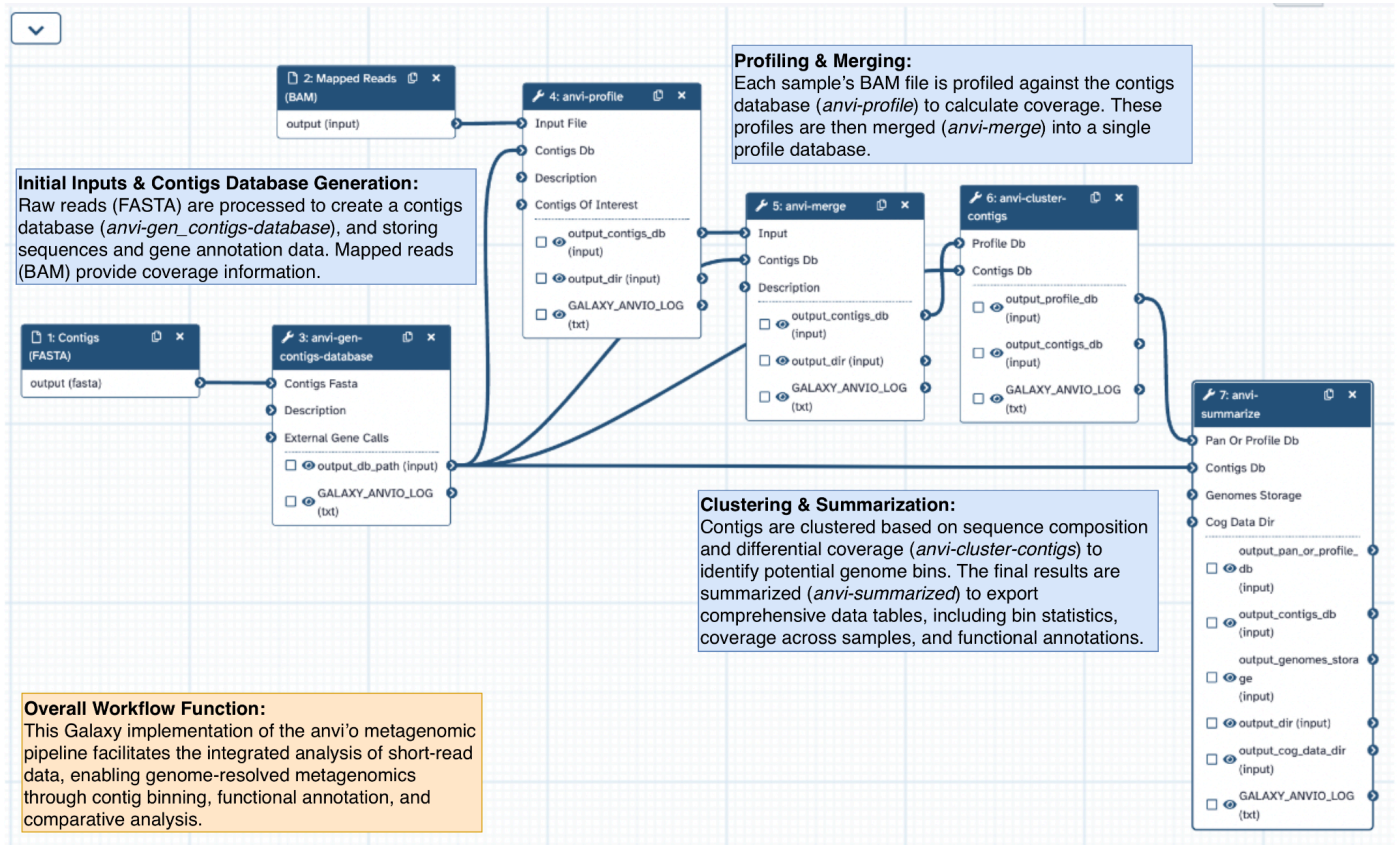 2: Mapped Reads
(BAM)
output (input)
4: anvi-profile
Input File
Contigs Db
Description
Contigs Of Interest
output_contigs_db
(input)
output_dir (input)
GALAXY_ANVIO_LOG
(txt)
Profiling & Merging:
Each sample's BAM file is profiled against the contigs
database (anvi-profile) to calculate coverage. These
profiles are then merged (anvi-merge) into a single
profile database.
Initial Inputs & Contigs Database Generation:
Raw reads (FASTA) are processed to create a contigs
database (anvi-gen_contigs-database), and storing
sequences and gene annotation data. Mapped reads
(BAM) provide coverage information.
5: anvi-merge
Input
Contigs Db
Description
output_contigs_db
(input)
output_dir (input)
GALAXY_ANVIO_LOG
(txt)
6: anvi-cluster-
contigs
Profile Db
Contigs Db
output_profile_db
(input)
output_contigs_db
(input)
GALAXY_ANVIO_LOG
(txt)
1: Contigs
(FASTA)
output (fasta)
3: anvi-gen-
contigs-database
Contigs Fasta
Description
External Gene Calls
output_db_path (input)
GALAXY_ANVIO_LOG
(txt)
7: anvi-
summarize
Pan Or Profile Db
Contigs Db
Genomes Storage
Cog Data Dir
output_pan_or_profile_
db
(input)
output_contigs_db
(input)
output_genomes_stora
ge
(input)
output_dir (input)
output_cog_data_dir
(input)
GALAXY_ANVIO_LOG
(txt)
Clustering & Summarization:
Contigs are clustered based on sequence composition
and differential coverage (anvi-cluster-contigs) to
identify potential genome bins. The final results are
summarized (anvi-summarized) to export
comprehensive data tables, including bin statistics,
coverage across samples, and functional annotations.
Overall Workflow Function:
This Galaxy implementation of the anvi'o metagenomic
pipeline facilitates the integrated analysis of short-read
data, enabling genome-resolved metagenomics
through contig binning, functional annotation, and
comparative analysis.